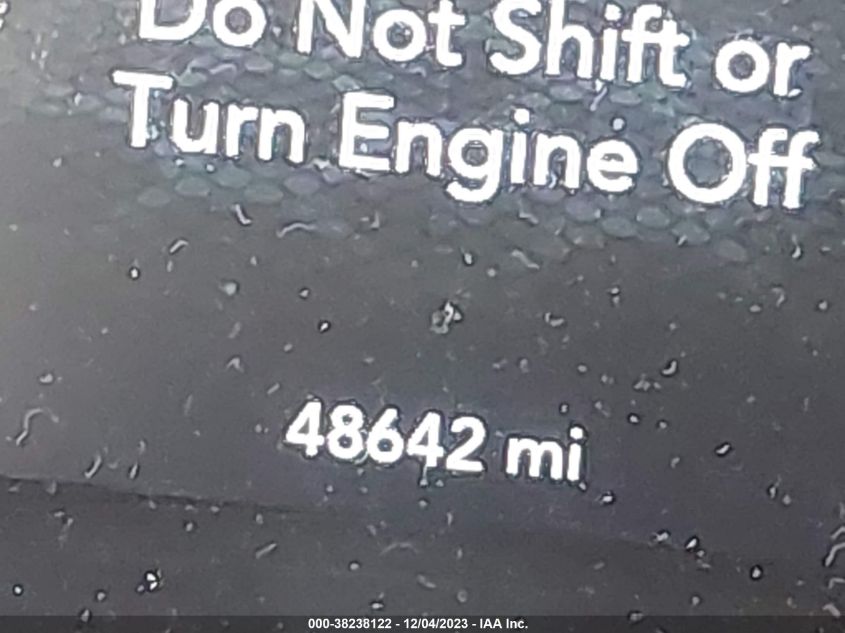 Do Not Shift or
Turn Engine Off
48642 mi
000-38238122 - 12/04/2023 - IAA Inc.